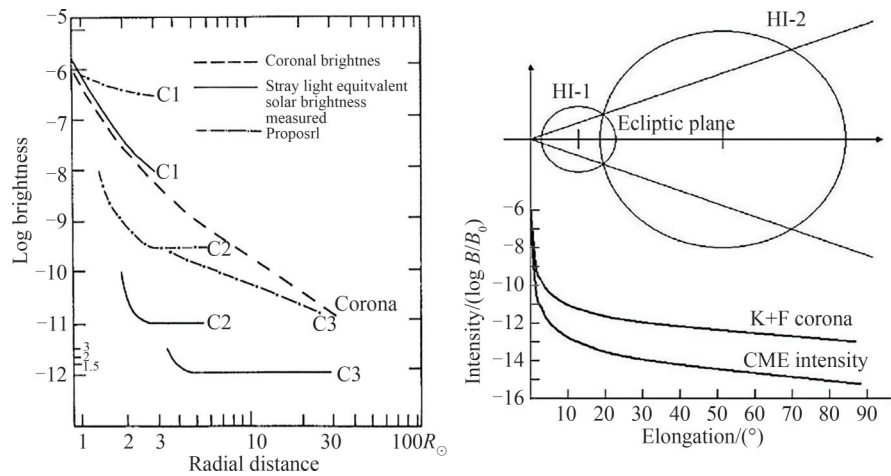 −5
−6
−7
−8
−9
−10
−11
−12
3
2
1.5
Log brightness
Coronal brightnes
Stray light equitvalent
solar brightness
measured
Proposrl
C1
C1
C2
C2
C3
C3
Corona
1 2 3 10 30 100R☉
Radial distance
HI-2
HI-1
Ecliptic plane
−6
−8
−10
−12
−14
−16
Intensity/(log B/B₀)
K+F corona
CME intensity
10 20 30 40 50 60 70 80 90
Elongation/(°)